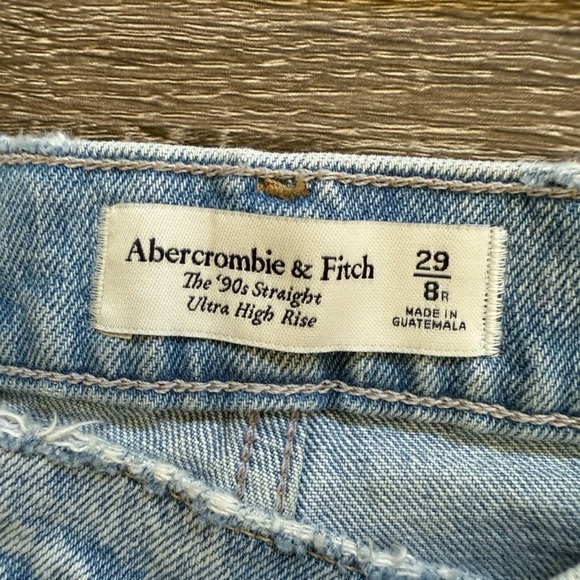 Abercrombie & Fitch
The '90s Straight
Ultra High Rise
29
8R
MADE IN
GUATEMALA